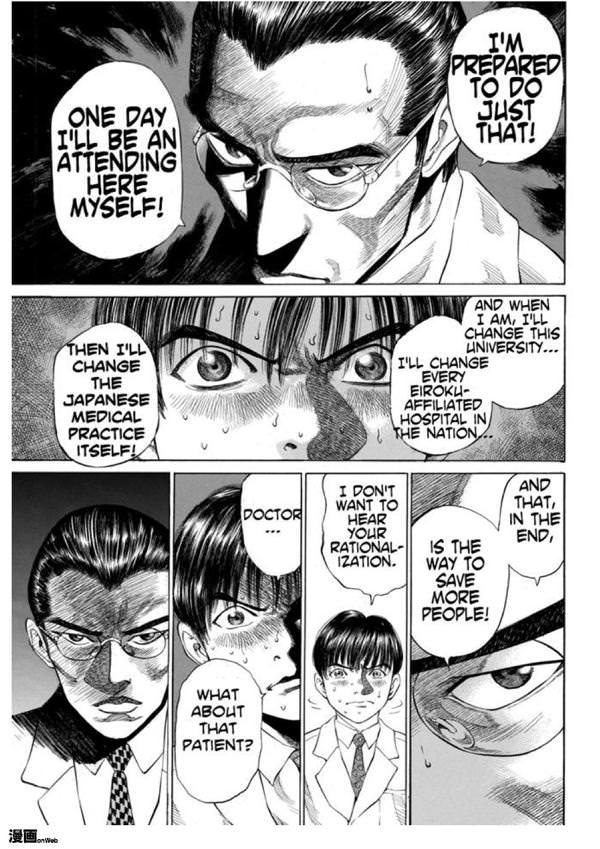 I'M
PREPARED
TO DO
JUST
THAT!
ONE DAY
I'LL BE AN
ATTENDING
HERE
MYSELF!
AND WHEN
I AM, I'LL
CHANGE THIS
UNIVERSITY...
I'LL CHANGE
EVERY
EIROKU-
AFFILIATED
HOSPITAL IN
THE NATION...
THEN I'LL
CHANGE
THE
JAPANESE
MEDICAL
PRACTICE
ITSELF!
AND
THAT,
IN THE
END,
IS THE
WAY TO
SAVE
MORE
PEOPLE!
I DON'T
WANT TO
HEAR
YOUR
RATIONAL-
IZATION.
DOCTOR
...
WHAT
ABOUT
THAT
PATIENT?
漫画onWeb